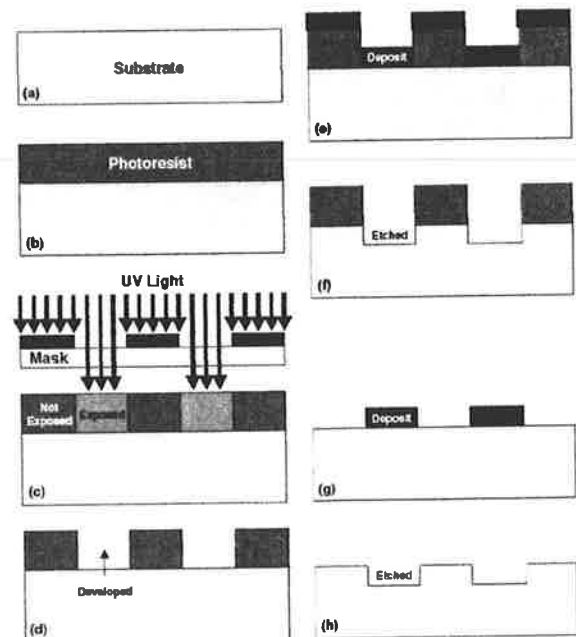 Substrate
(a)
Photoresist
(b)
UV Light
Mask
Not
Exposed
Exposed
(c)
Developed
(d)
Deposit
(e)
Etched
(f)
Deposit
(g)
Etched
(h)